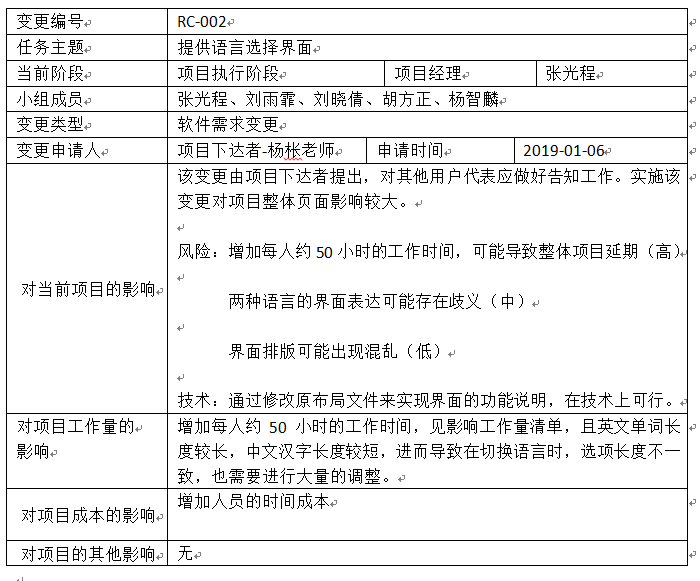 变更编号 RC-002
任务主题 提供语言选择界面
当前阶段 项目执行阶段 项目经理 张光程
小组成员 张光程、刘雨霏、刘晓倩、胡方正、杨智麟
变更类型 软件需求变更
变更申请人 项目下达者-杨枨老师 申请时间 2019-01-06
对当前项目的影响
该变更由项目下达者提出，对其他用户代表应做好告知工作。实施该
变更对项目整体页面影响较大。
风险：增加每人约 50 小时的工作时间，可能导致整体项目延期（高）
两种语言的界面表达可能存在歧义（中）
界面排版可能出现混乱（低）
技术：通过修改原布局文件来实现界面的功能说明，在技术上可行。
对项目工作量的
影响
增加每人约 50 小时的工作时间，见影响工作量清单，且英文单词长
度较长，中文汉字长度较短，进而导致在切换语言时，选项长度不一
致，也需要进行大量的调整。
对项目成本的影响
增加人员的时间成本
对项目的其他影响 无